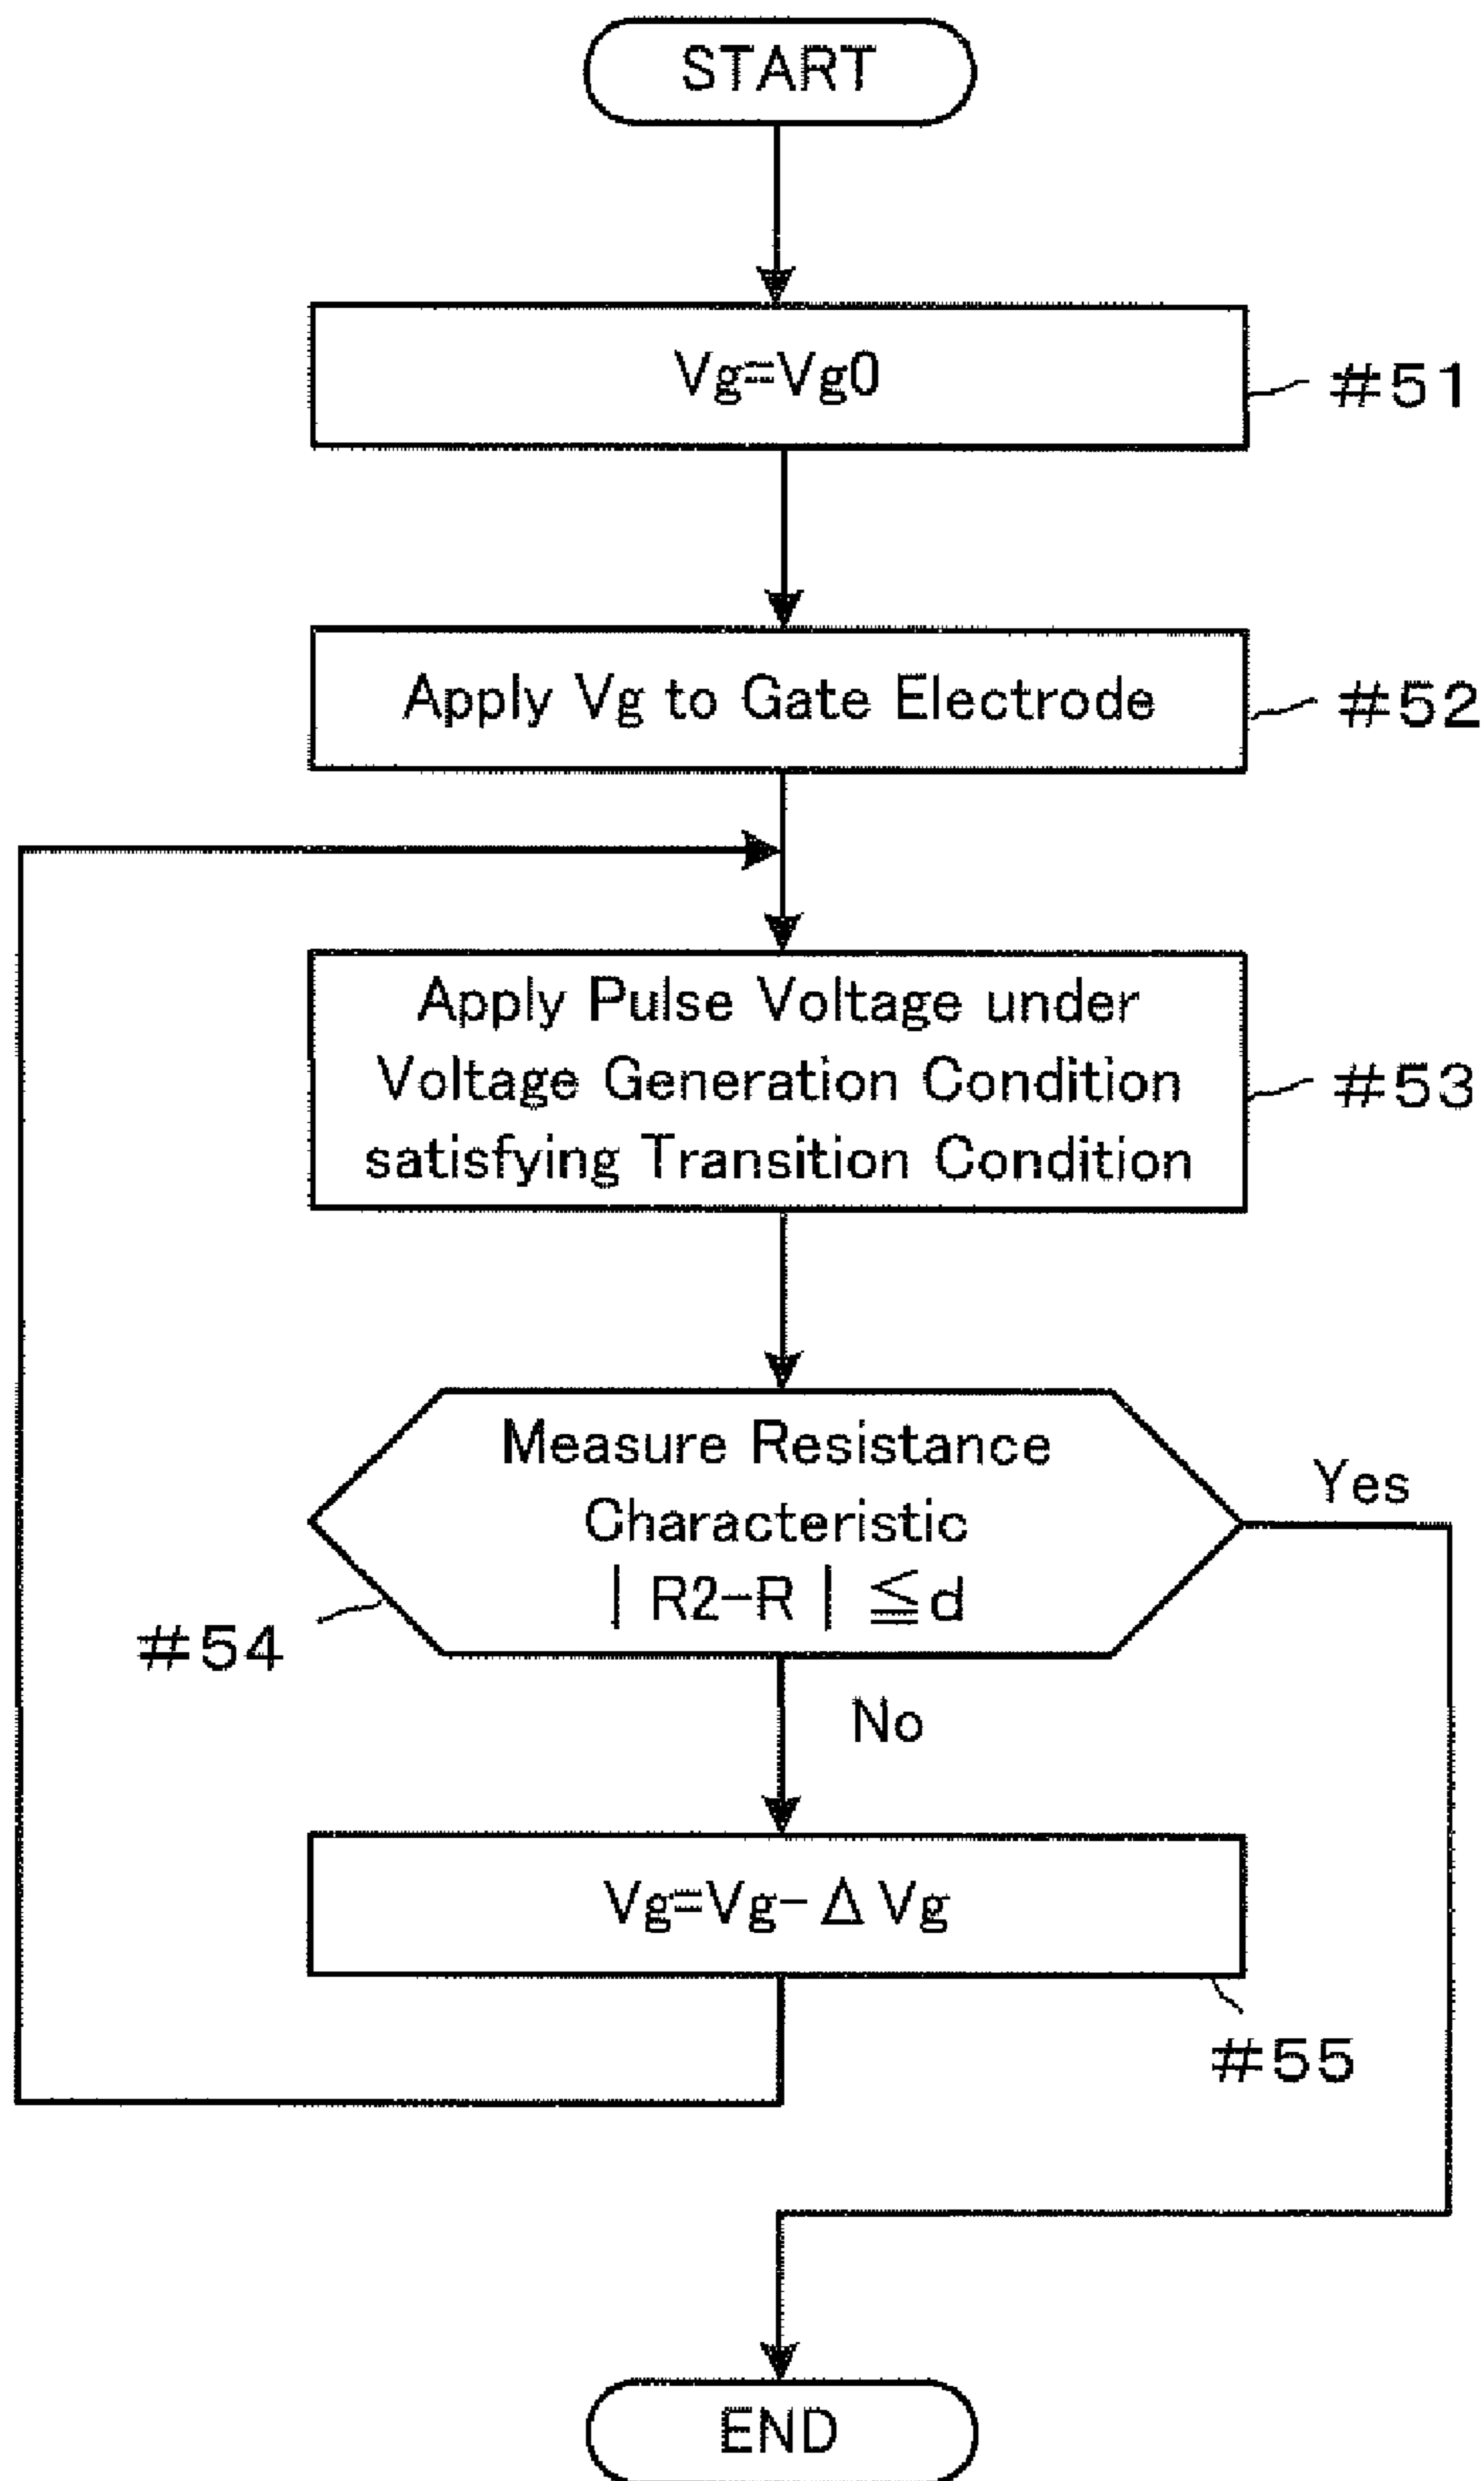 START
Vg=Vg0
#51
Apply Vg to Gate Electrode
#52
Apply Pulse Voltage under
Voltage Generation Condition
satisfying Transition Condition
#53
Measure Resistance
Characteristic
| R2-R | ≦d
Yes
#54
No
Vg=Vg-Δ Vg
#55
END